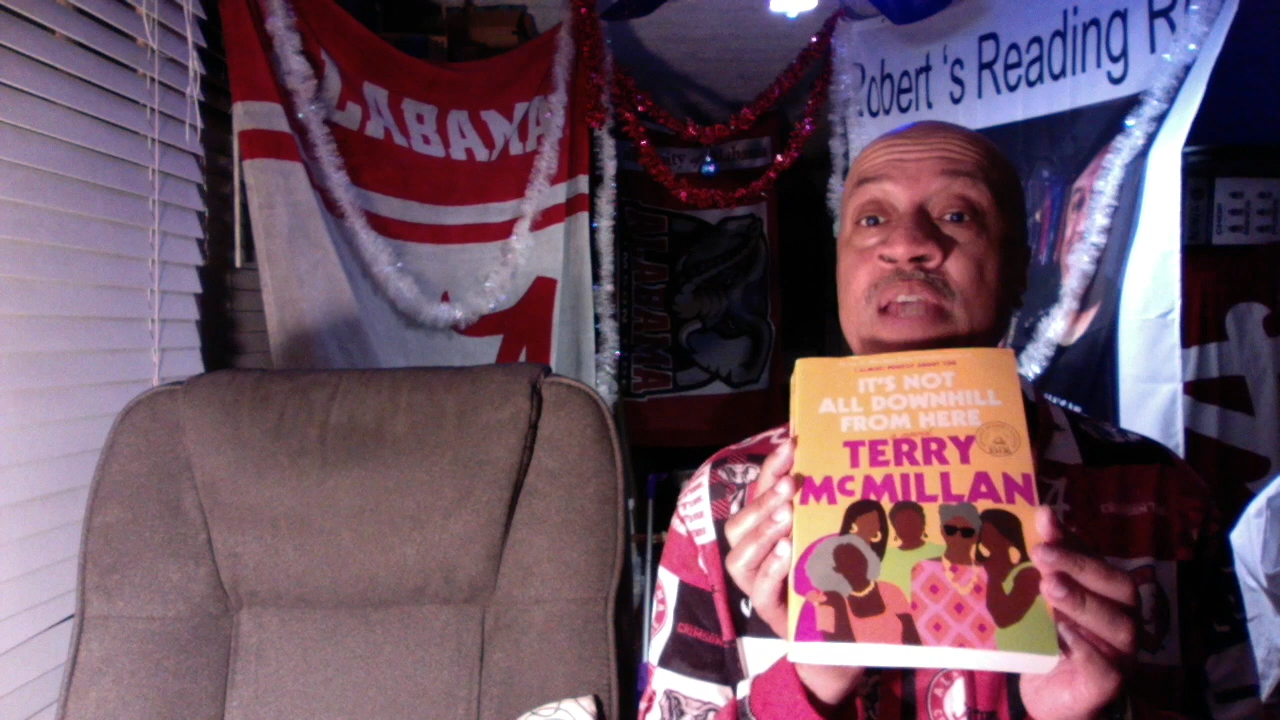 ALABAMA
Robert 's Reading R
ALABAMA
IT'S NOT
ALL DOWNHILL
FROM HERE
TERRY
MCMILLAN